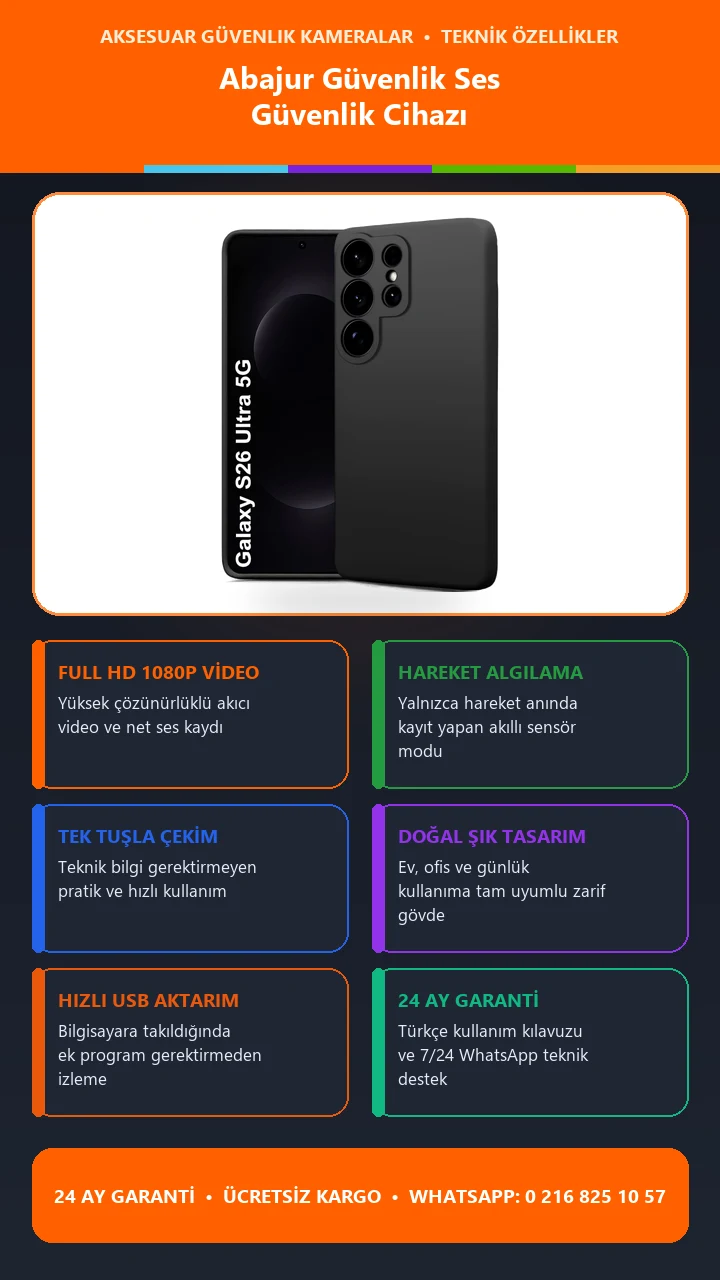 AKSESUAR GÜVENLIK KAMERALAR • TEKNİK ÖZELLİKLER
Abajur Güvenlik Ses
Güvenlik Cihazı
Galaxy S26 Ultra 5G
FULL HD 1080P VİDEO
Yüksek çözünürlüklü akıcı
video ve net ses kaydı
HAREKET ALGILAMA
Yalnızca hareket anında
kayıt yapan akıllı sensör
modu
TEK TUŞLA ÇEKİM
Teknik bilgi gerektirmeyen
pratik ve hızlı kullanım
DOĞAL ŞIK TASARIM
Ev, ofis ve günlük
kullanıma tam uyumlu zarif
gövde
HIZLI USB AKTARIM
Bilgisayara takıldığında
ek program gerektirmeden
izleme
24 AY GARANTİ
Türkçe kullanım kılavuzu
ve 7/24 WhatsApp teknik
destek
24 AY GARANTİ • ÜCRETSİZ KARGO • WHATSAPP: 0 216 825 10 57